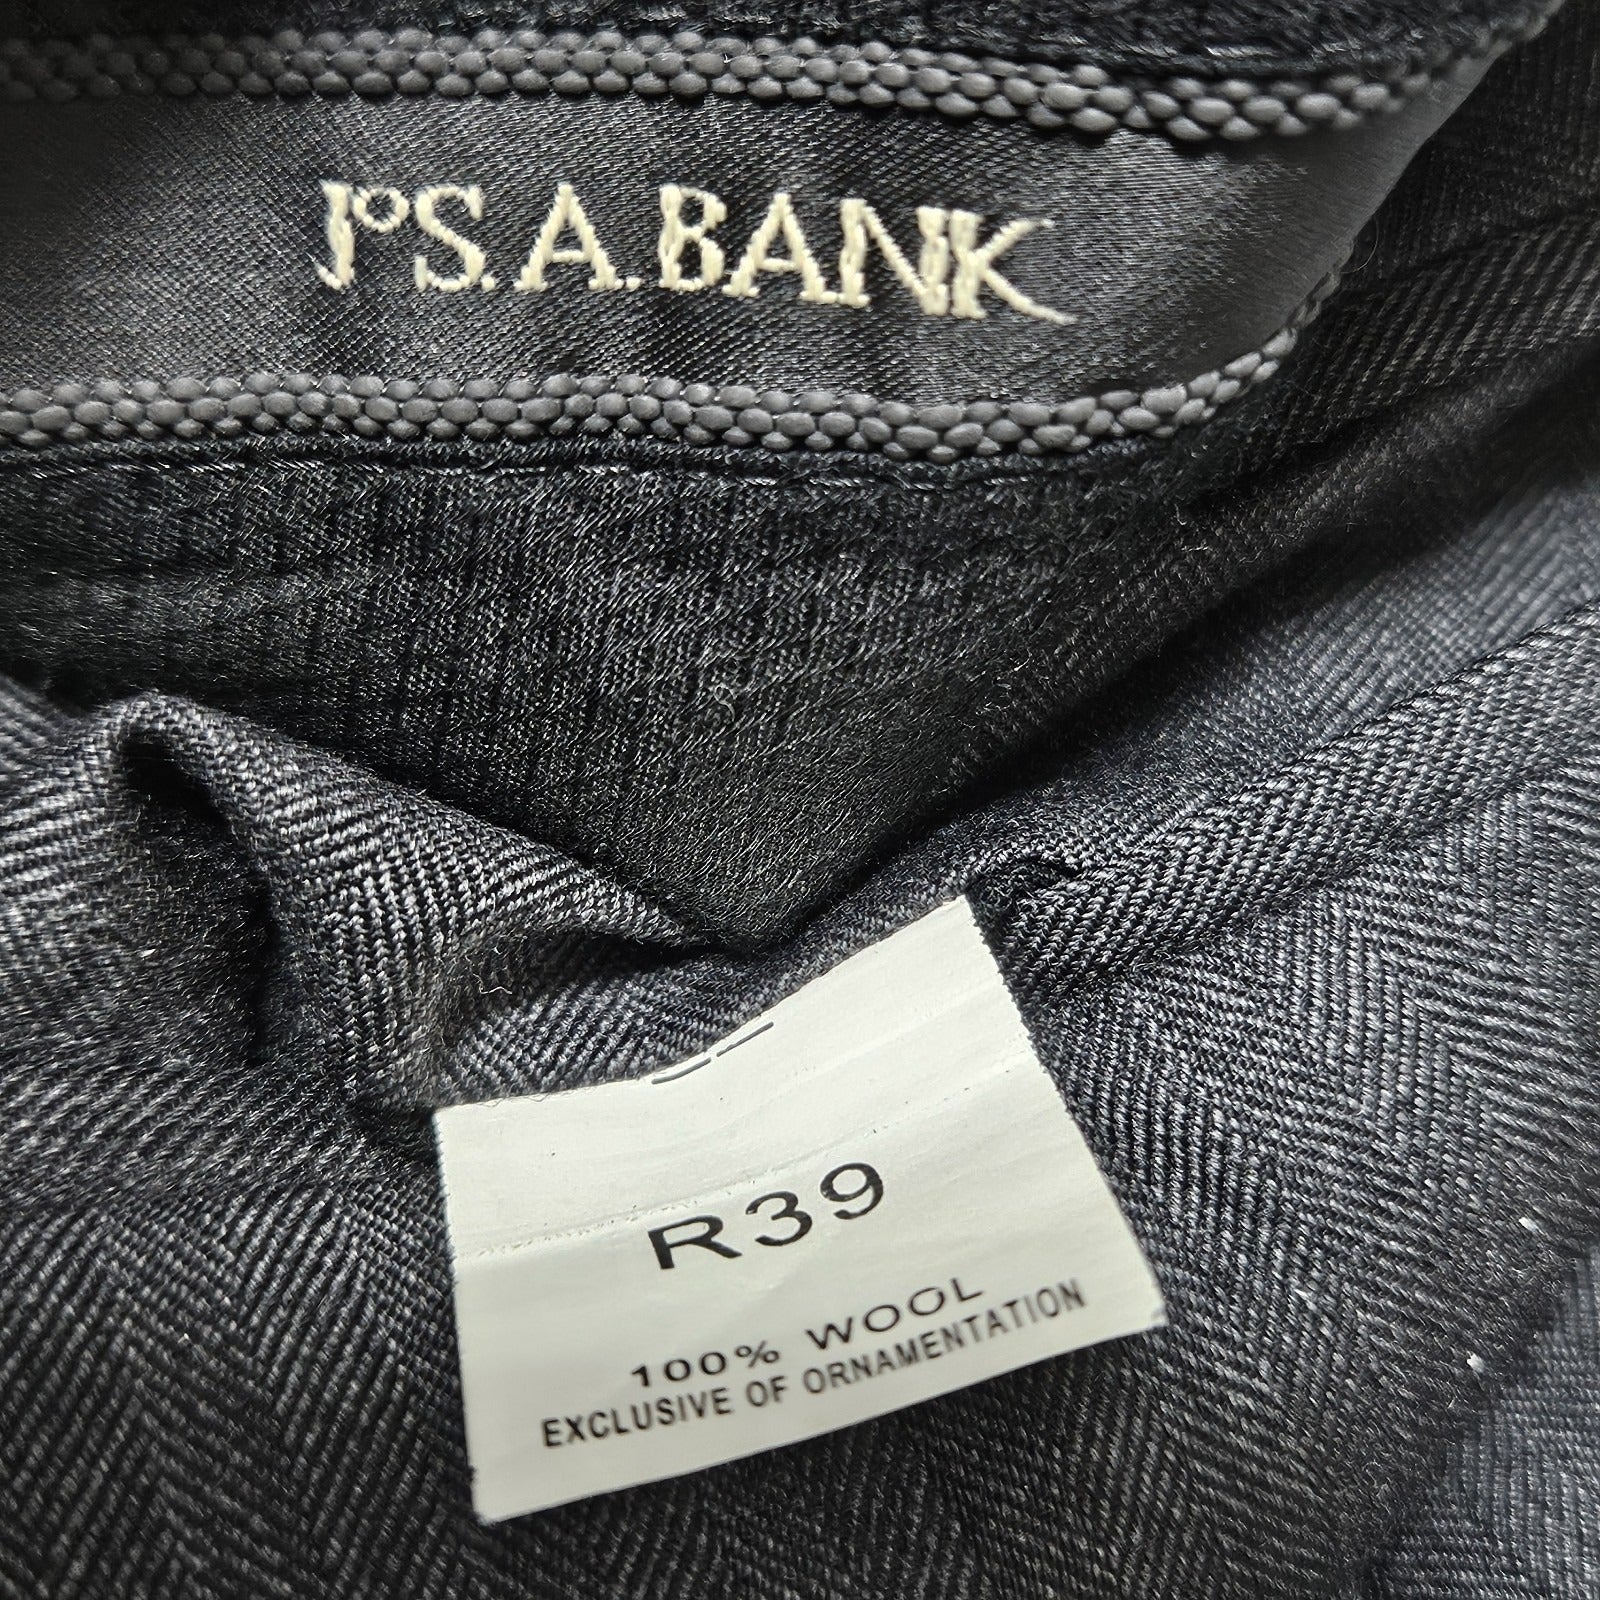 JoS.A.BANK
R39
100% WOOL
EXCLUSIVE OF ORNAMENTATION